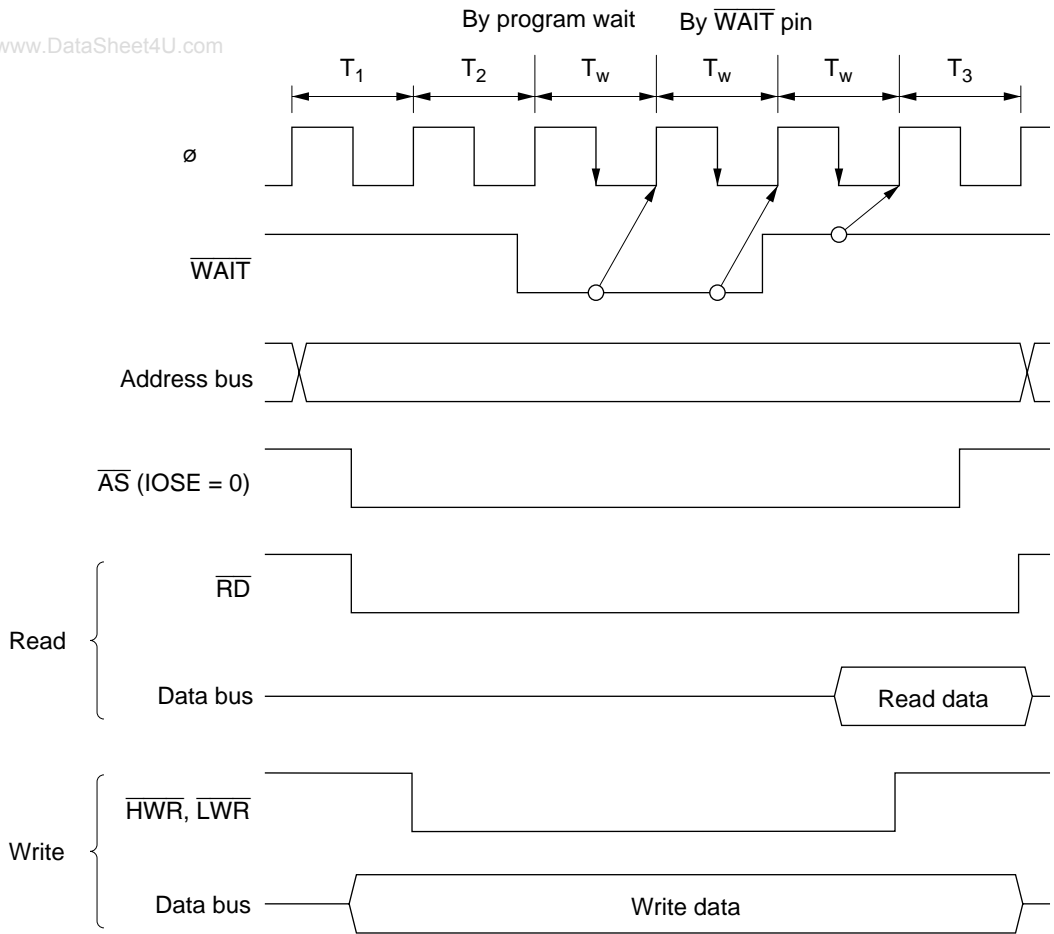 By program wait By WAIT pin
www.DataSheet4U.com
T1 T2 Tw Tw Tw T3
ø
WAIT
Address bus
AS (IOSE = 0)
RD
Read
Data bus Read data
HWR, LWR
Write
Data bus Write data